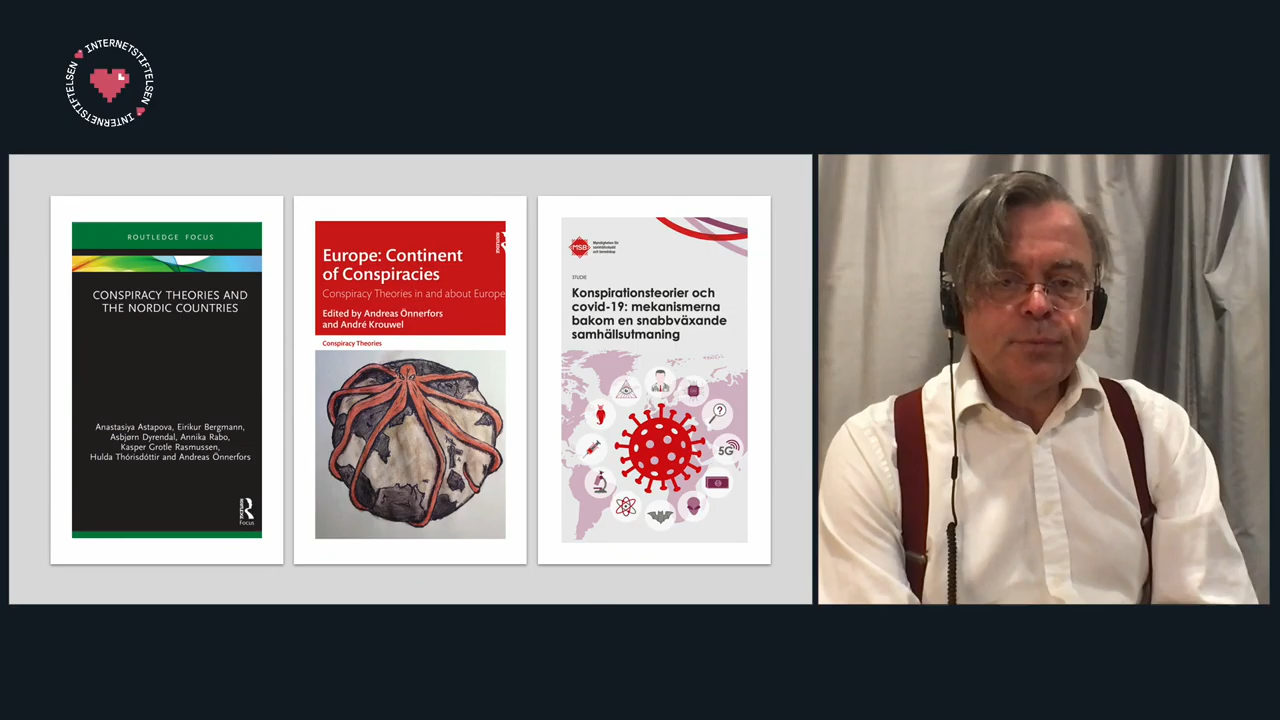 INTERNETSTIFTELSEN
INTERNETSTIFTELSEN
ROUTLEDGE FOCUS
CONSPIRACY THEORIES AND
THE NORDIC COUNTRIES
Anastasiya Astapova, Eirikur Bergmann,
Asbjørn Dyrendal, Annika Rabo,
Kasper Grotle Rasmussen,
Hulda Thórisdóttir and Andreas Önnerfors
ROUTLEDGE
Focus
ROUTLEDGE
Europe: Continent
of Conspiracies
Conspiracy Theories in and about Europe
Edited by Andreas Önnerfors
and André Krouwel
Conspiracy Theories
MSB
Myndigheten för
samhällsskydd
och beredskap
STUDIE
Konspirationsteorier och
covid-19: mekanismerna
bakom en snabbväxande
samhällsutmaning
?
5G